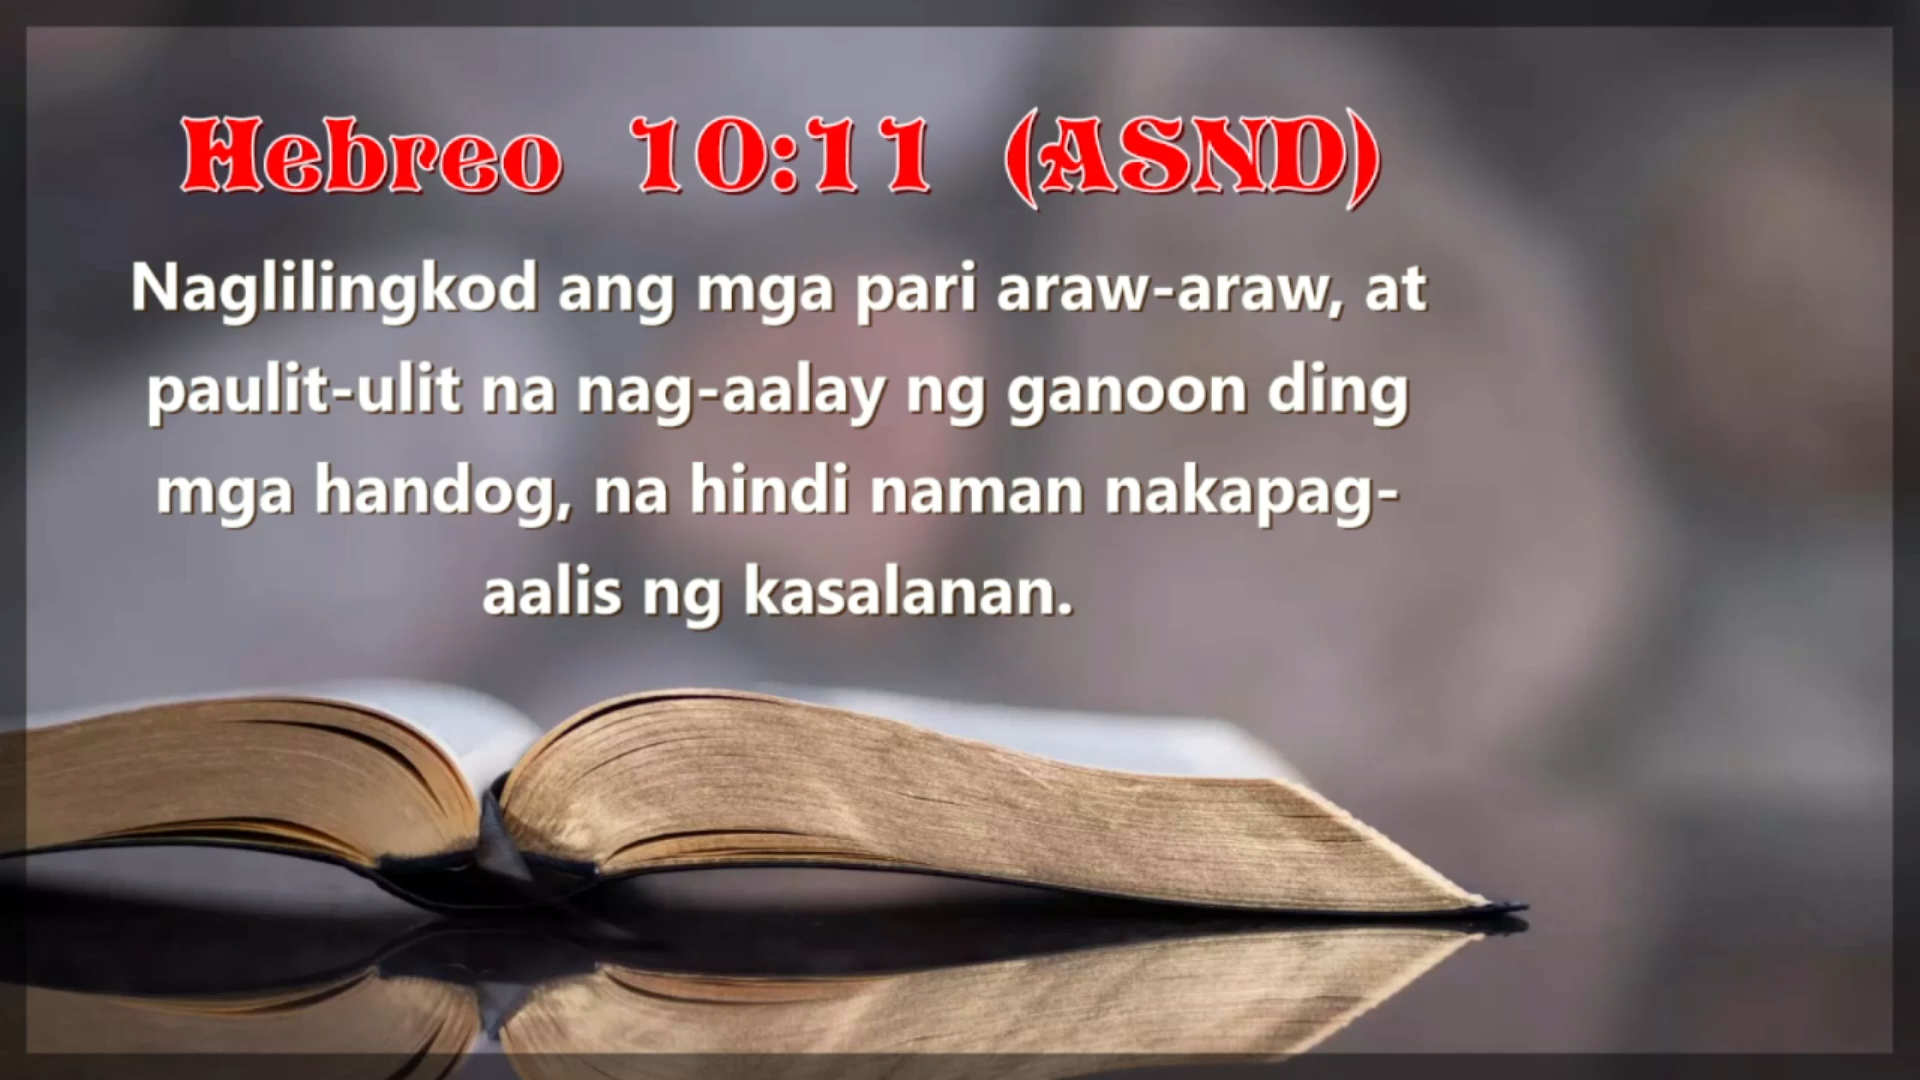 Hebreo 10:11 (ASND)
Naglilingkod ang mga pari araw-araw, at
paulit-ulit na nag-aalay ng ganoon ding
mga handog, na hindi naman nakapag-
aalis ng kasalanan.